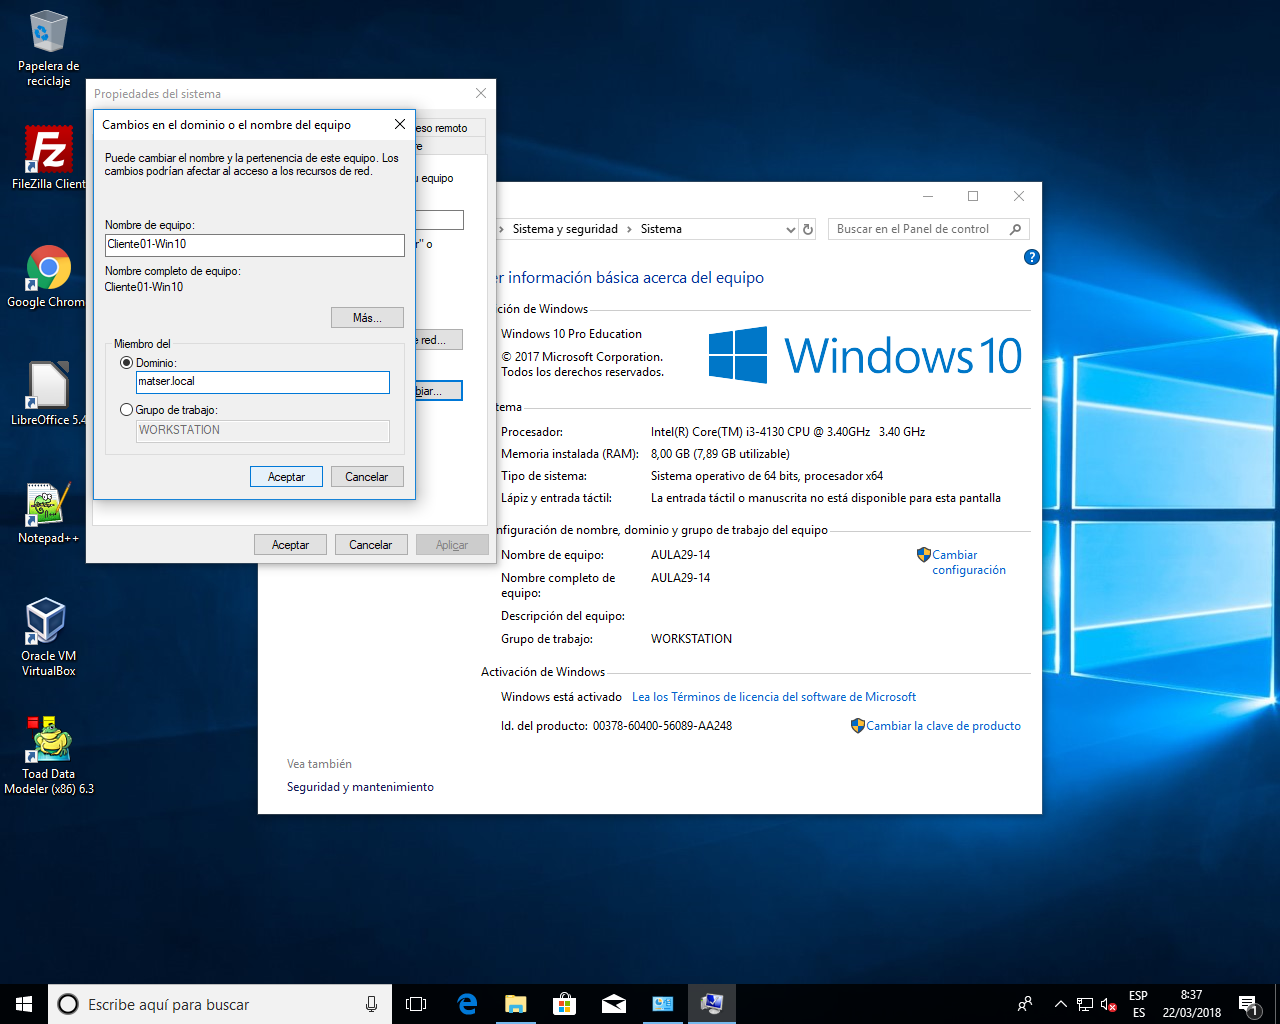 Papelera de
reciclaje
FileZilla Client
Google Chrom
LibreOffice 5.4
Notepad++
Oracle VM
VirtualBox
Toad Data
Modeler (x86) 6.3
Propiedades del sistema
eso remoto
re
u equipo
r" o
e red...
biar...
Aceptar
Cancelar
Aplicar
Cambios en el dominio o el nombre del equipo
Puede cambiar el nombre y la pertenencia de este equipo. Los
cambios podrían afectar al acceso a los recursos de red.
Nombre de equipo:
Cliente01-Win10
Nombre completo de equipo:
Cliente01-Win10
Más...
Miembro del
Dominio:
matser.local
Grupo de trabajo:
WORKSTATION
Aceptar
Cancelar
Sistema y seguridad
Sistema
Buscar en el Panel de control
?
er información básica acerca del equipo
ción de Windows
Windows 10 Pro Education
© 2017 Microsoft Corporation.
Todos los derechos reservados.
Windows 10
tema
Procesador: Intel(R) Core(TM) i3-4130 CPU @ 3.40GHz 3.40 GHz
Memoria instalada (RAM): 8,00 GB (7,89 GB utilizable)
Tipo de sistema: Sistema operativo de 64 bits, procesador x64
Lápiz y entrada táctil: La entrada táctil o manuscrita no está disponible para esta pantalla
nfiguración de nombre, dominio y grupo de trabajo del equipo
Nombre de equipo: AULA29-14
Cambiar
configuración
Nombre completo de
equipo:
AULA29-14
Descripción del equipo:
Grupo de trabajo: WORKSTATION
Activación de Windows
Windows está activado Lea los Términos de licencia del software de Microsoft
Id. del producto: 00378-60400-56089-AA248
Cambiar la clave de producto
Vea también
Seguridad y mantenimiento
Escribe aquí para buscar
ESP
ES
8:37
22/03/2018
1